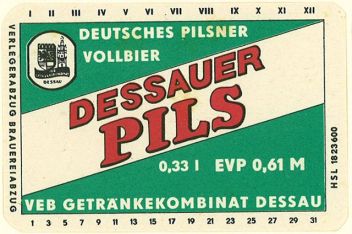 I II III IV V VI VII VIII IX X XI XII
DEUTSCHES PILSNER
VOLLBIER
DESSAU
DESSAUER
PILS
0,33 l EVP 0,61 M
VEB GETRÄNKEKOMBINAT DESSAU
1 3 5 7 9 11 13 15 17 19 21 23 25 27 29 31
VERLEGERABZUG BRAUEREIABZUG
HSL 1823600